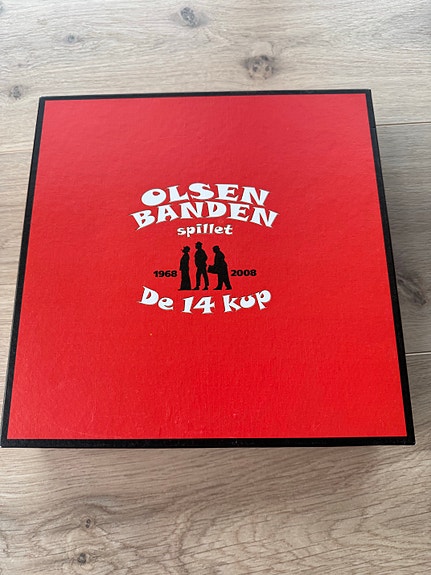 OLSEN
BANDEN
spillet
1968 2008
De 14 kup